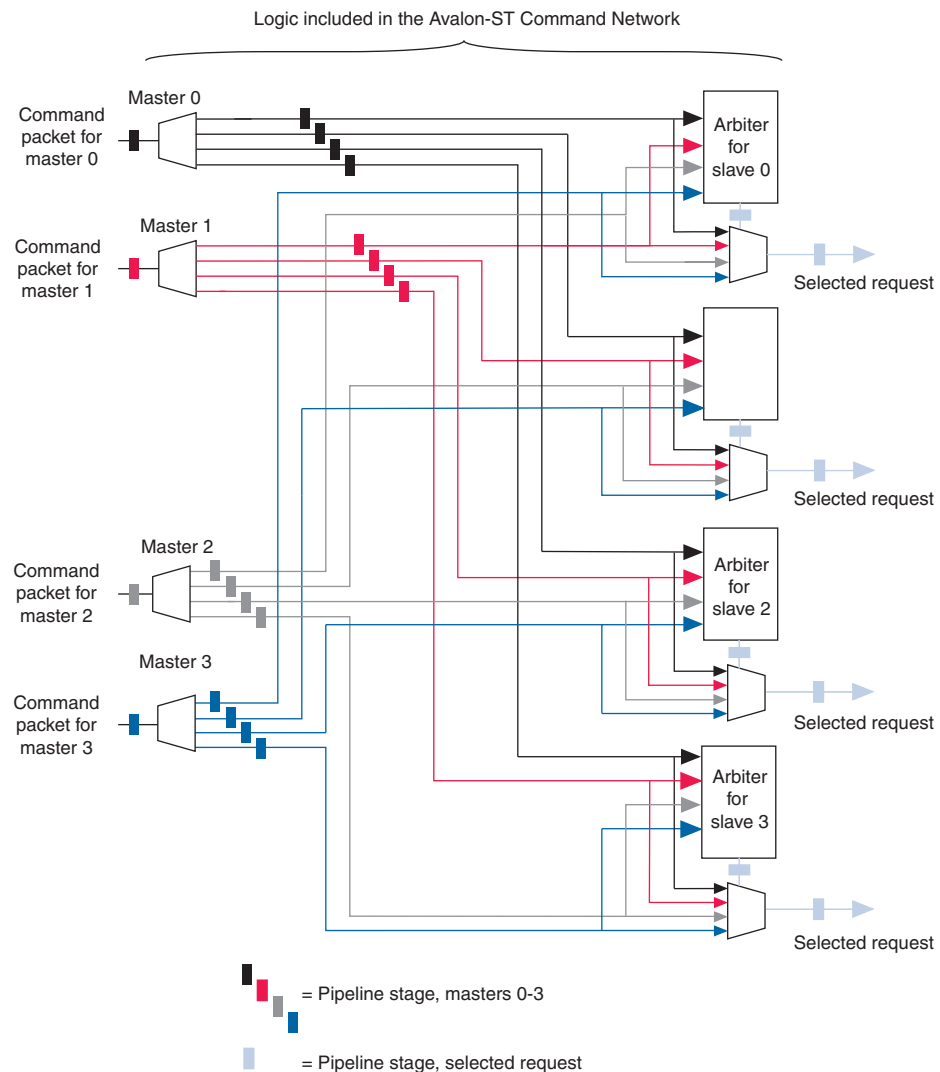 Logic included in the Avalon-ST Command Network
Master 0
Command
packet for
master 0
Arbiter
for
slave 0
Master 1
Command
packet for
master 1
Selected request
Selected request
Master 2
Command
packet for
master 2
Arbiter
for
slave 2
Master 3
Command
packet for
master 3
Selected request
Arbiter
for
slave 3
Selected request
= Pipeline stage, masters 0-3
= Pipeline stage, selected request